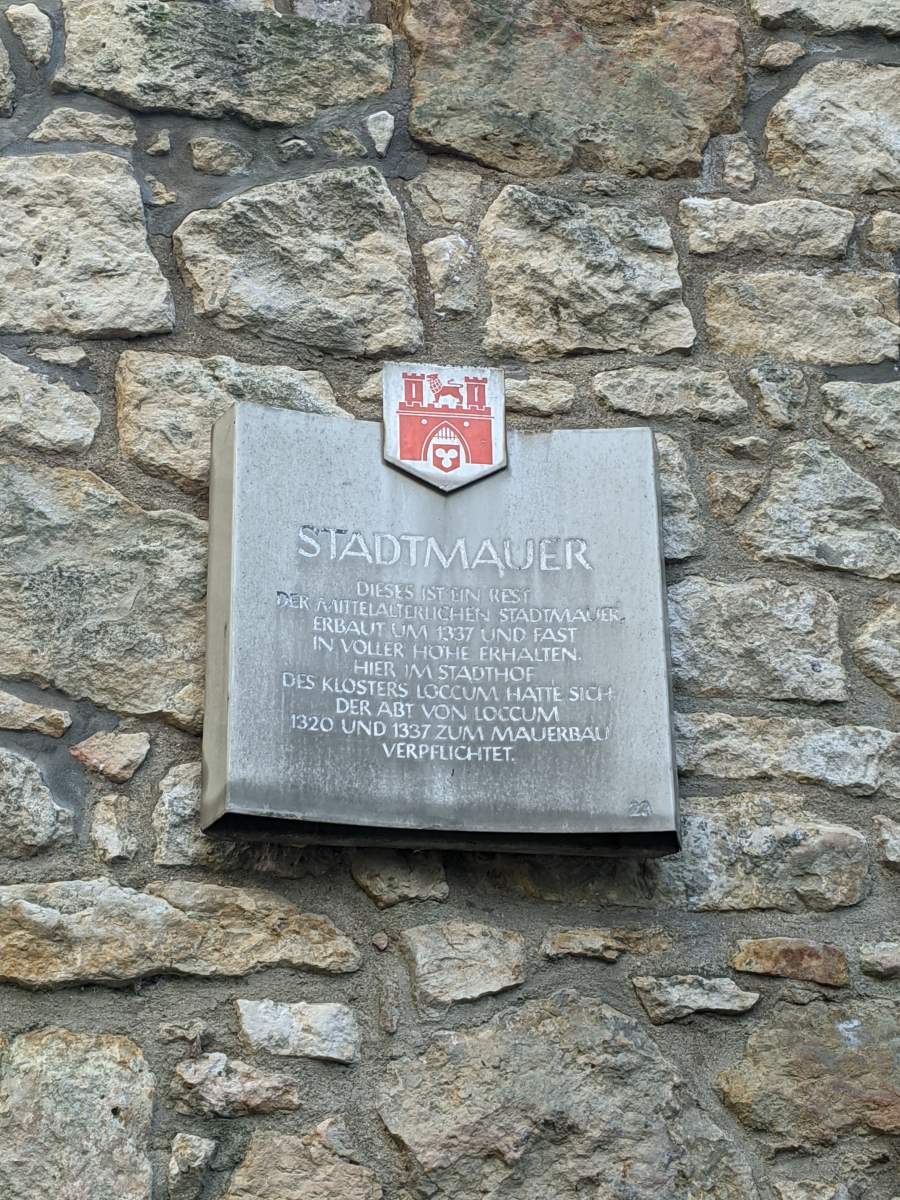 STADTMAUER
DIESES IST EIN REST
DER MITTELALTERLICHEN STADTMAUER,
ERBAUT UM 1337 UND FAST
IN VOLLER HÖHE ERHALTEN.
HIER IM STADTHOF
DES KLOSTERS LOCCUM HATTE SICH
DER ABT VON LOCCUM
1320 UND 1337 ZUM MAUERBAU
VERPFLICHTET.
23